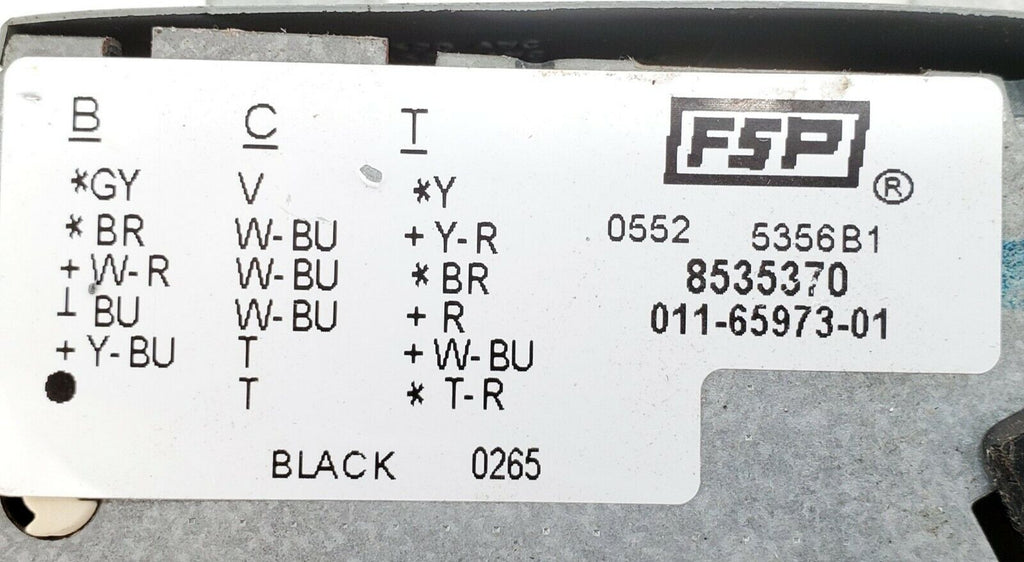 B C T
*GY V *Y
* BR W-BU + Y-R
+ W-R W-BU * BR
⊥ BU W-BU + R
+ Y-BU T + W-BU
● T * T-R
BLACK 0265
FSP ®
0552 5356B1
8535370
011-65973-01